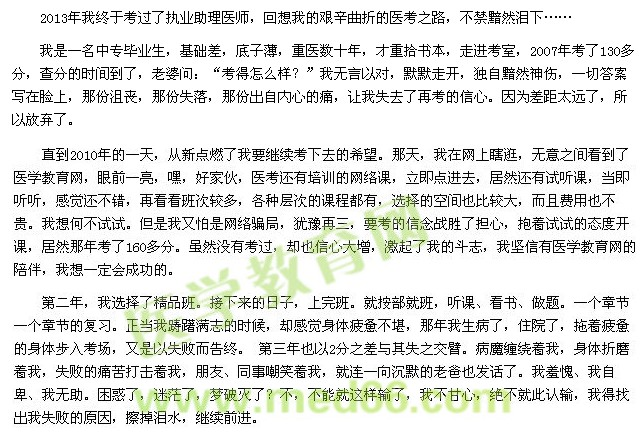 2013年我终于考过了执业助理医师，回想我的艰辛曲折的医考之路，不禁黯然泪下……
我是一名中专毕业生，基础差，底子薄，重医数十年，才重拾书本，走进考室，2007年考了130多
分，查分的时间到了，老婆问：“考得怎么样？”我无言以对，默默走开，独自黯然神伤，一切答案
写在脸上，那份沮丧，那份失落，那份出自内心的痛，让我失去了再考的信心。因为差距太远了，所
以放弃了。
直到2010年的一天，从新点燃了我要继续考下去的希望。那天，我在网上瞎逛，无意之间看到了
医学教育网，眼前一亮，嘿，好家伙，医考还有培训的网络课，立即点进去，居然还有试听课，当即
听听，感觉还不错，再看看班次较多，各种层次的课程都有，选择的空间也比较大，而且费用也不
贵。我想何不试试。但是我又怕是网络骗局，犹豫再三，要考的信念战胜了担心，抱着试试的态度开
课，居然那年考了160多分。虽然没有考过，却也信心大增，激起了我的斗志，我坚信有医学教育网的
陪伴，我想一定会成功的。
第二年，我选择了精品班。接下来的日子，上完班。就按部就班，听课、看书、做题。一个章节
一个章节的复习。正当我踌躇满志的时候，却感觉身体疲惫不堪，那年我生病了，住院了，拖着疲惫
的身体步入考场，又是以失败而告终。 第三年也以2分之差与其失之交臂。病魔缠绕着我，身体折磨
着我，失败的痛苦打击着我，朋友、同事嘲笑着我，就连一向沉默的老爸也发话了。我羞愧、我自
卑、我无助。困惑了，迷茫了，梦破灭了？不，不能就这样输了，我不甘心，绝不就此认输，我得找
出我失败的原因，擦掉泪水，继续前进。
医学教育网
www.med66.com